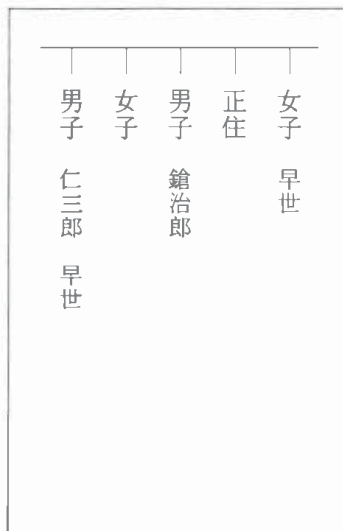 女子 早世
正住
男子 鎗治郎
女子
男子 仁三郎 早世